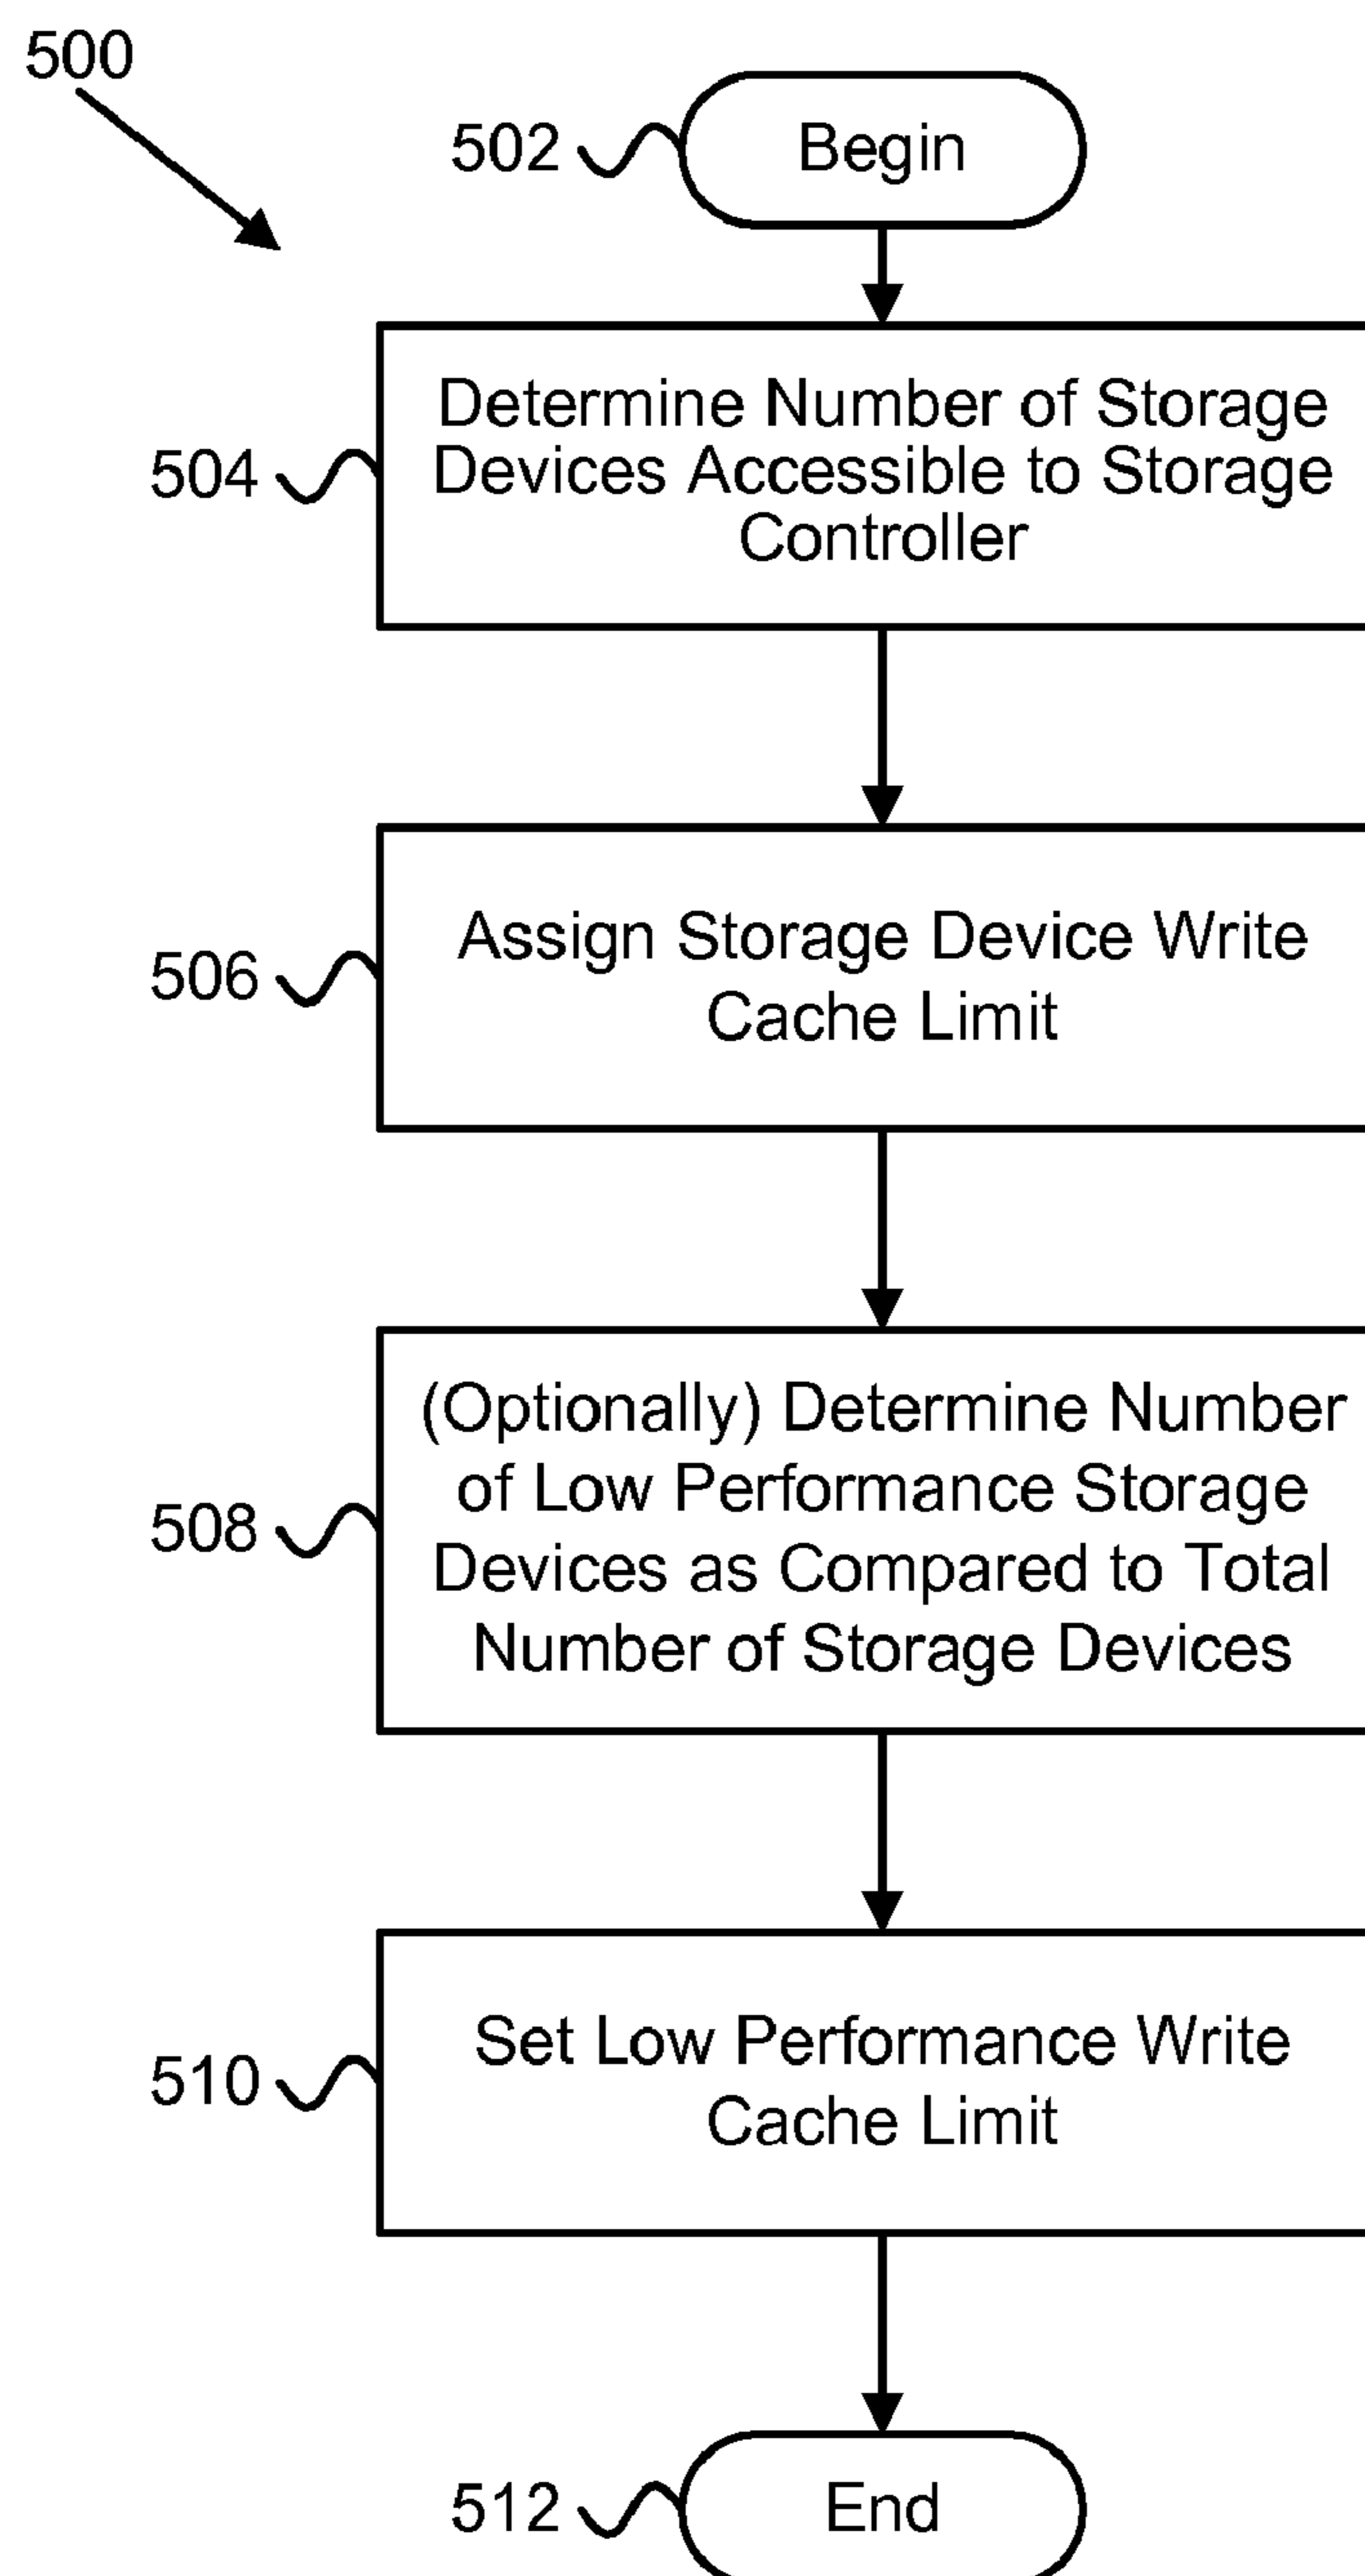 500
502
Begin
504
Determine Number of Storage
Devices Accessible to Storage
Controller
506
Assign Storage Device Write
Cache Limit
508
(Optionally) Determine Number
of Low Performance Storage
Devices as Compared to Total
Number of Storage Devices
510
Set Low Performance Write
Cache Limit
512
End